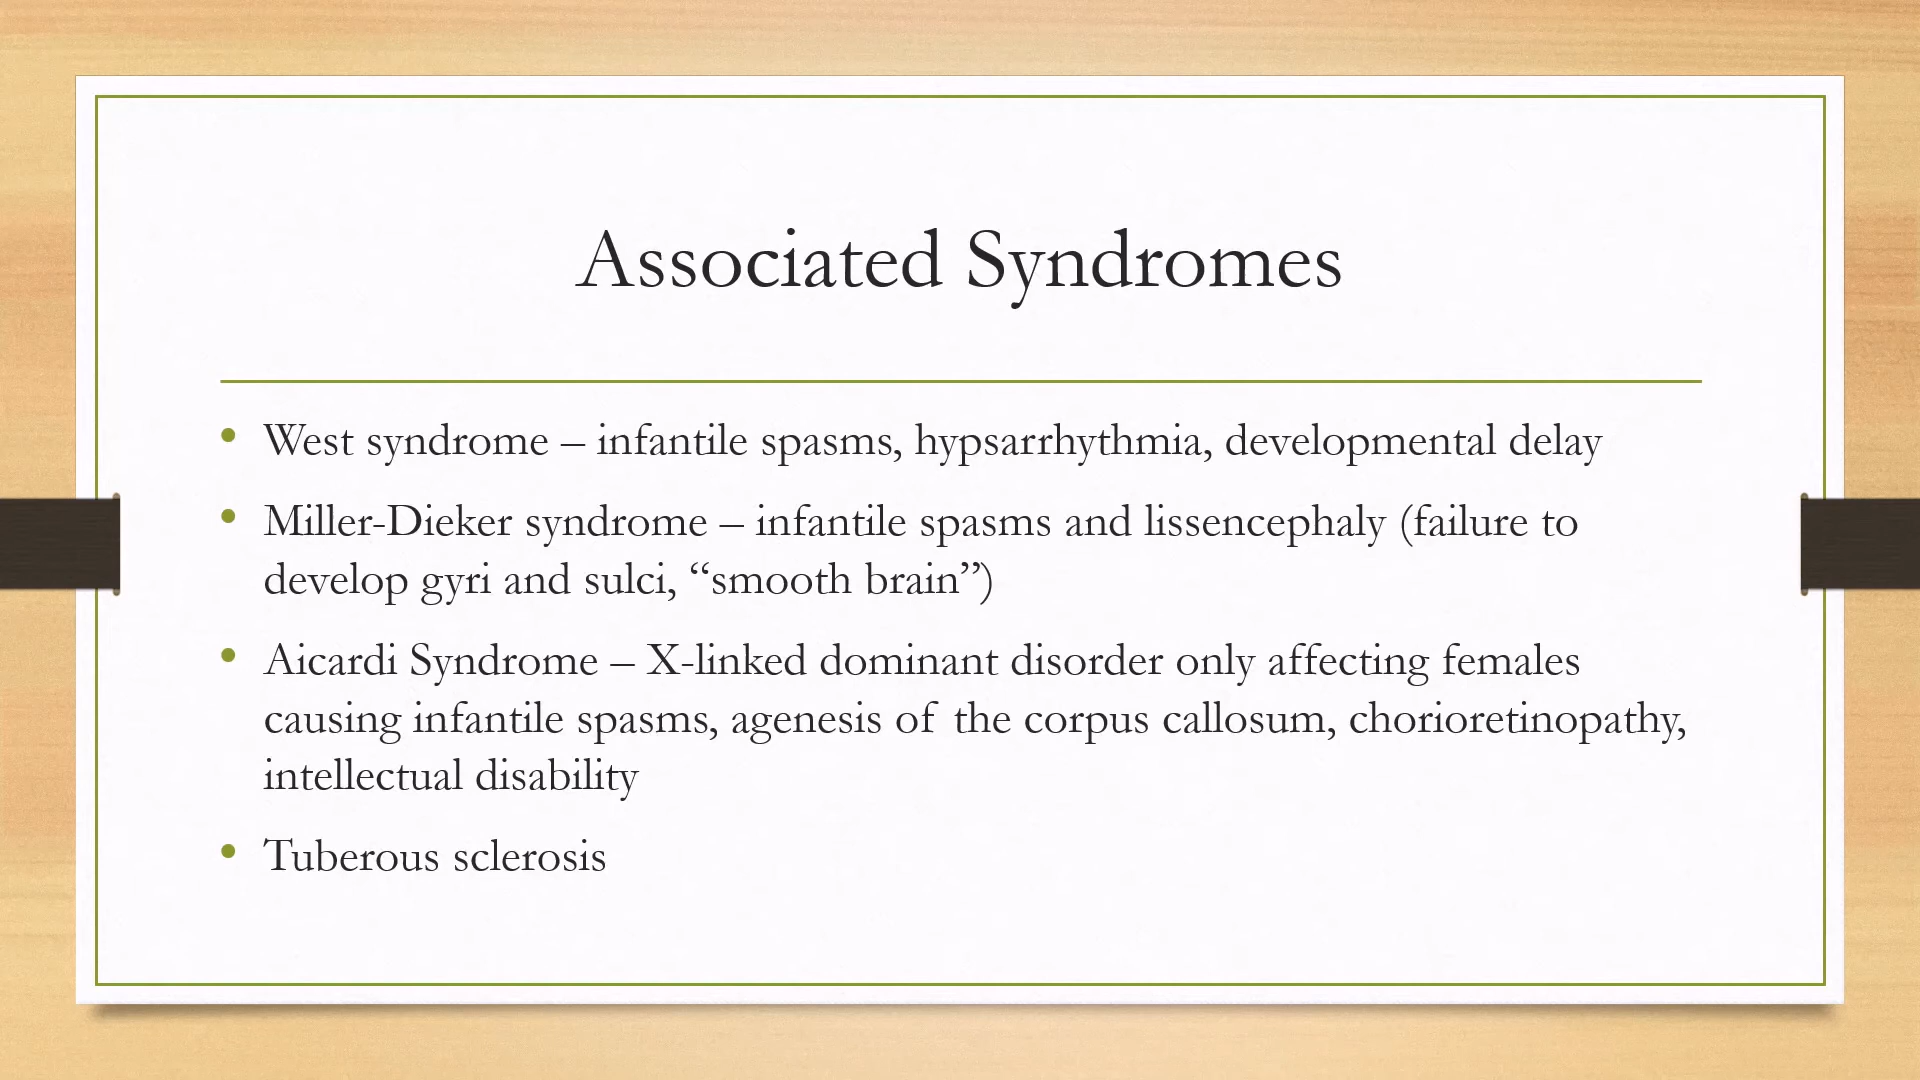 Associated Syndromes
• West syndrome – infantile spasms, hypsarrhythmia, developmental delay
• Miller-Dieker syndrome – infantile spasms and lissencephaly (failure to
develop gyri and sulci, “smooth brain”)
• Aicardi Syndrome – X-linked dominant disorder only affecting females
causing infantile spasms, agenesis of the corpus callosum, chorioretinopathy,
intellectual disability
• Tuberous sclerosis